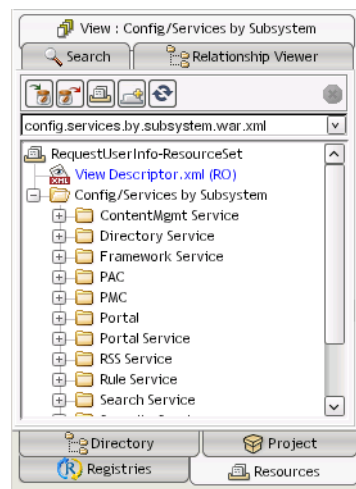 View : Config/Services by Subsystem
Search
Relationship Viewer
config.services.by.subsystem.war.xml
RequestUserInfo-ResourceSet
XML
View Descriptor.xml (RO)
Config/Services by Subsystem
ContentMgmt Service
Directory Service
Framework Service
PAC
PMC
Portal
Portal Service
RSS Service
Rule Service
Search Service
Directory
Project
Registries
Resources